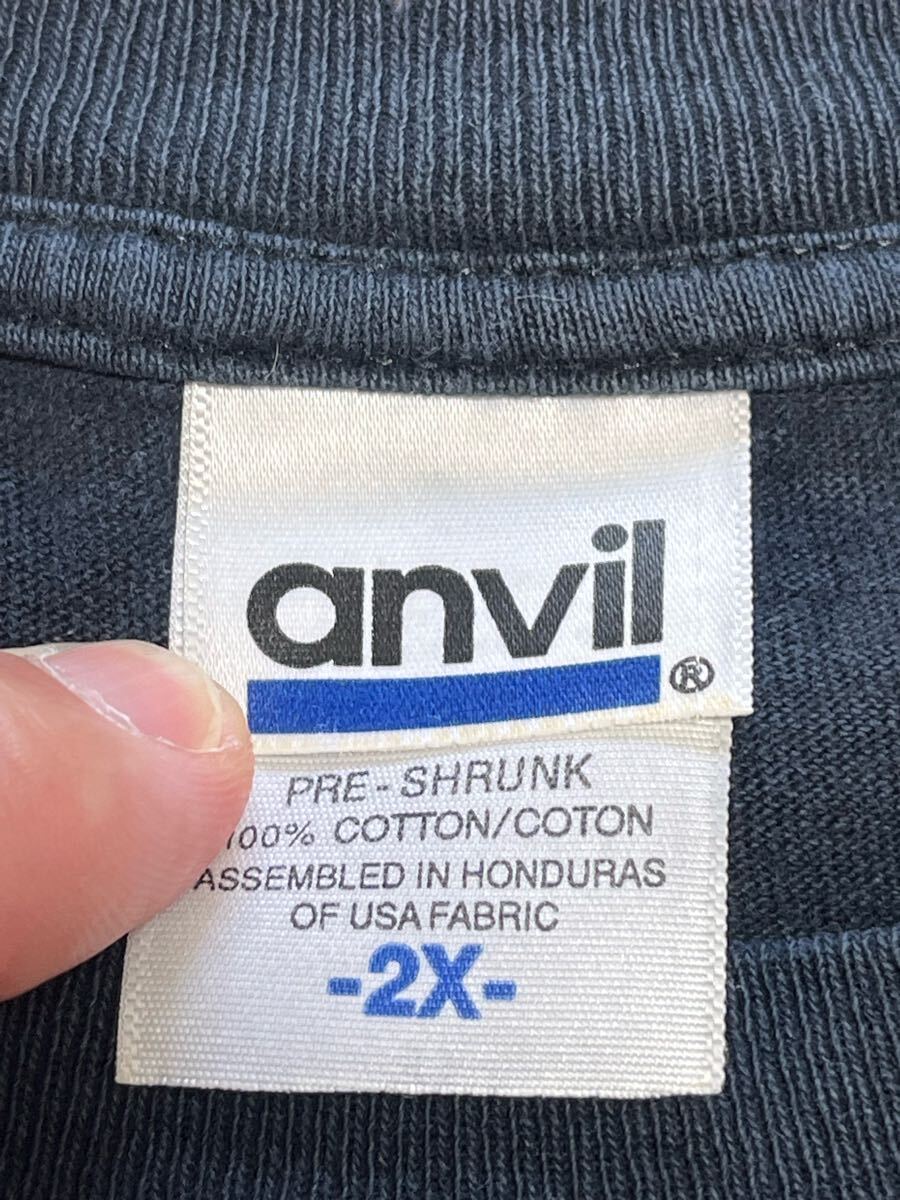 anvil®
PRE-SHRUNK
100% COTTON/COTON
ASSEMBLED IN HONDURAS
OF USA FABRIC
-2X-